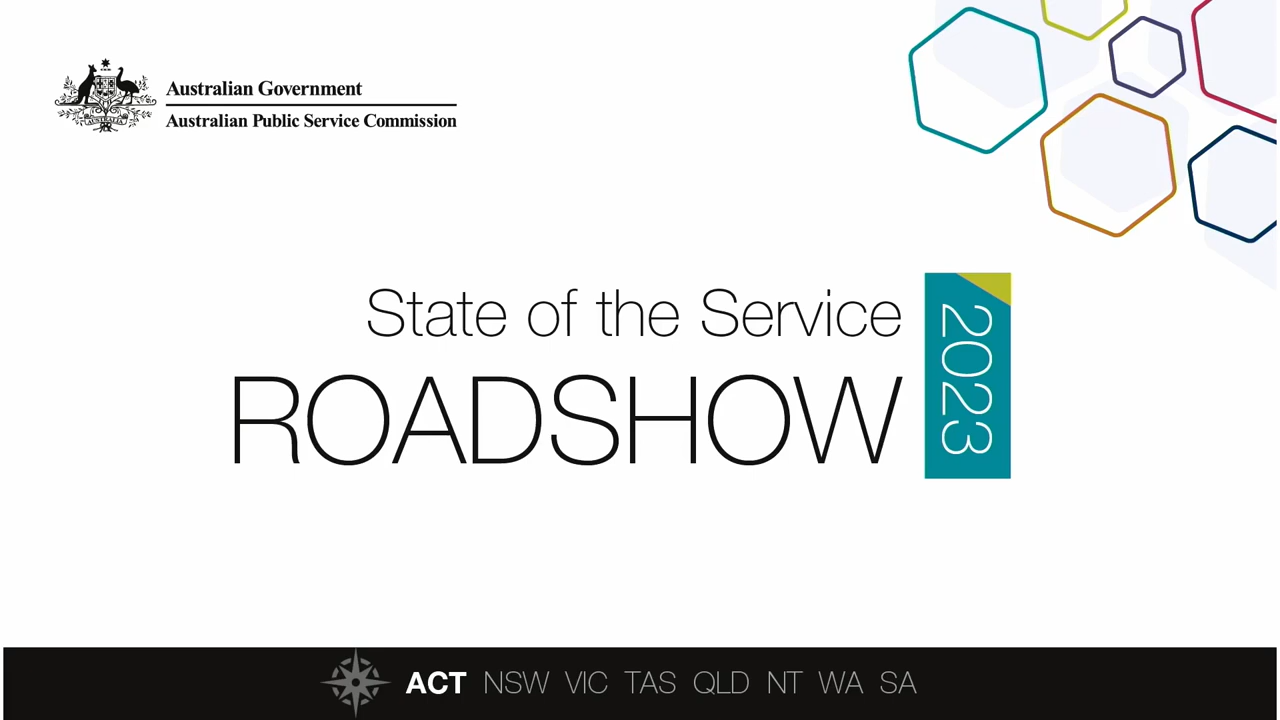 Australian Government
Australian Public Service Commission
State of the Service
ROADSHOW
2023
ACT NSW VIC TAS QLD NT WA SA